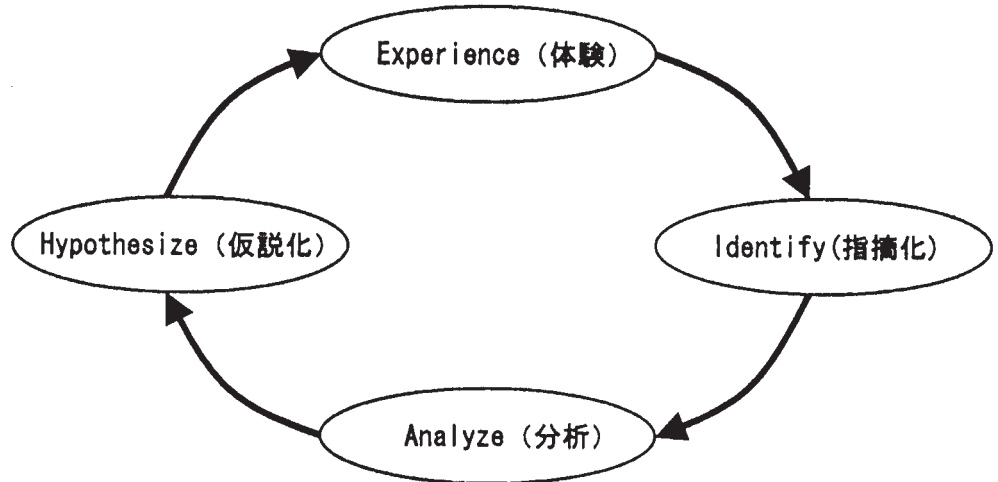 Experience (体験)
Identify(指摘化)
Analyze (分析)
Hypothesize (仮説化)